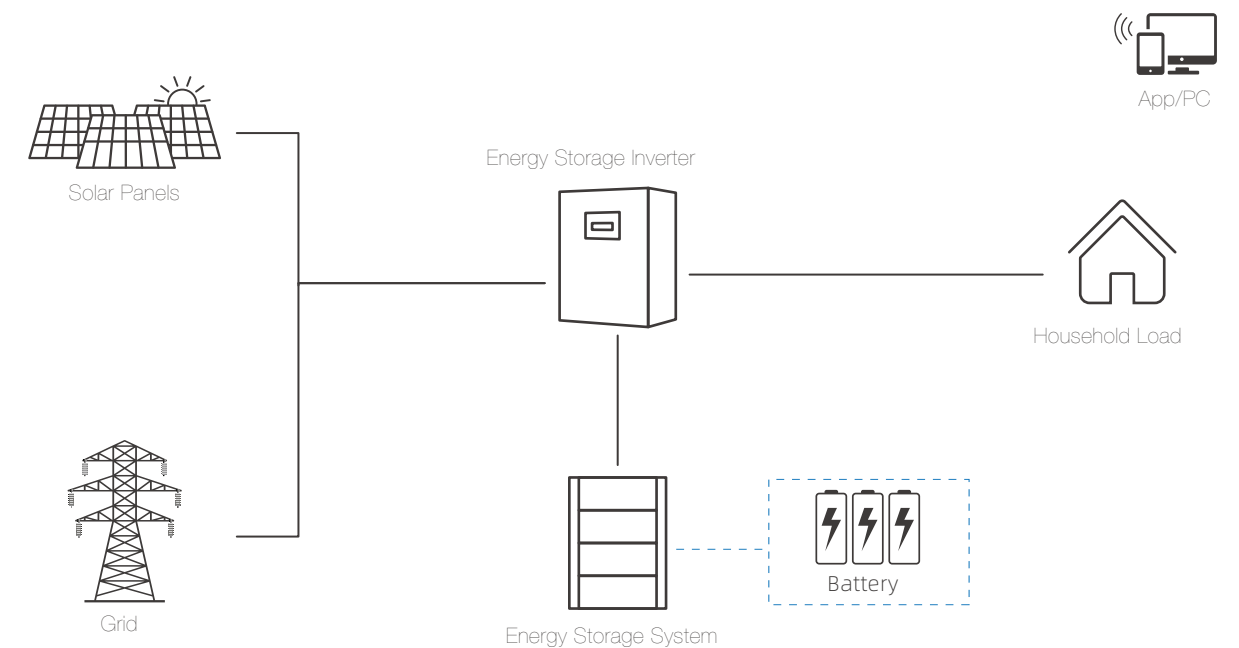 App/PC
Energy Storage Inverter
Solar Panels
Household Load
Battery
Grid
Energy Storage System